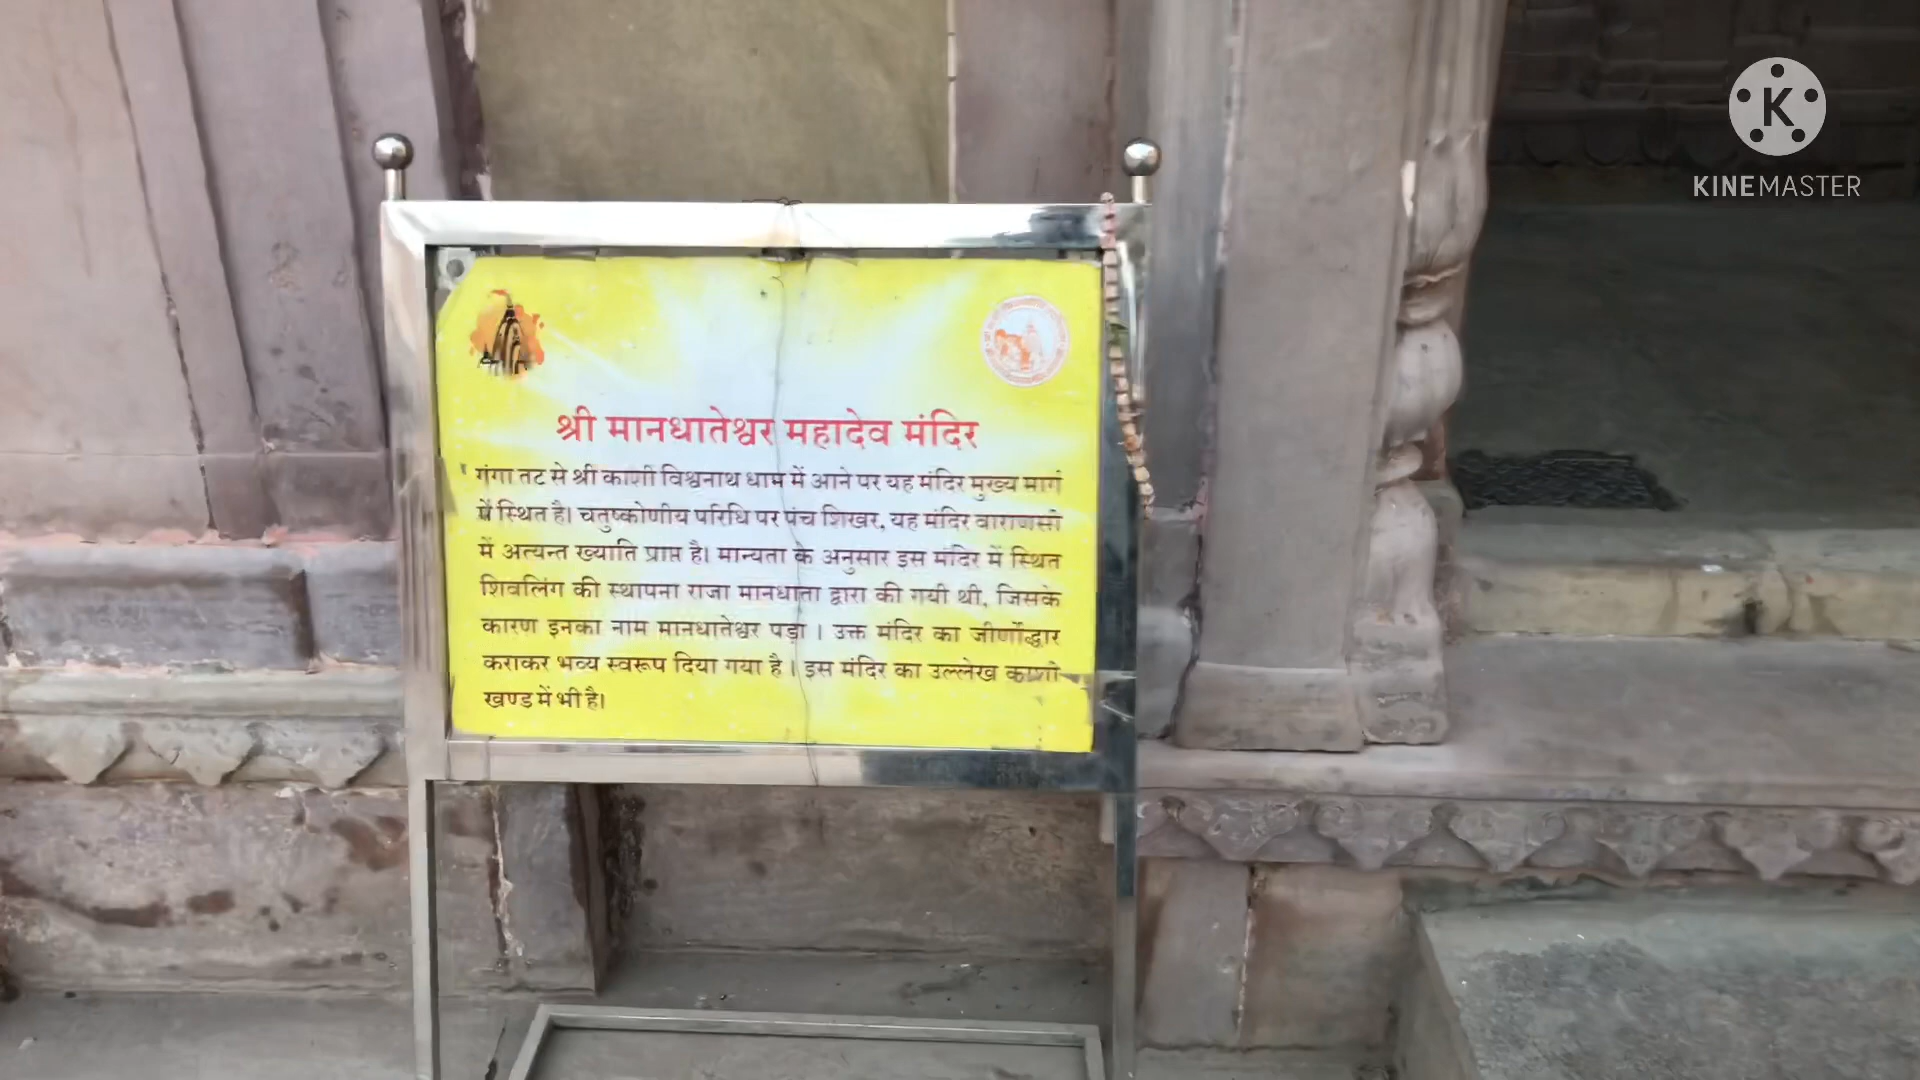 श्री मानधातेश्वर महादेव मंदिर
गंगा तट से श्री काशी विश्वनाथ धाम में आने पर यह मंदिर मुख्य मार्ग
में स्थित है। चतुष्कोणीय परिधि पर पंच शिखर, यह मंदिर वाराणसी
में अत्यन्त ख्याति प्राप्त है। मान्यता के अनुसार इस मंदिर में स्थित
शिवलिंग की स्थापना राजा मानधाता द्वारा की गयी थी, जिसके
कारण इनका नाम मानधातेश्वर पड़ा । उक्त मंदिर का जीर्णोद्धार
कराकर भव्य स्वरूप दिया गया है । इस मंदिर का उल्लेख काशी
खण्ड में भी है।
K
KINEMASTER